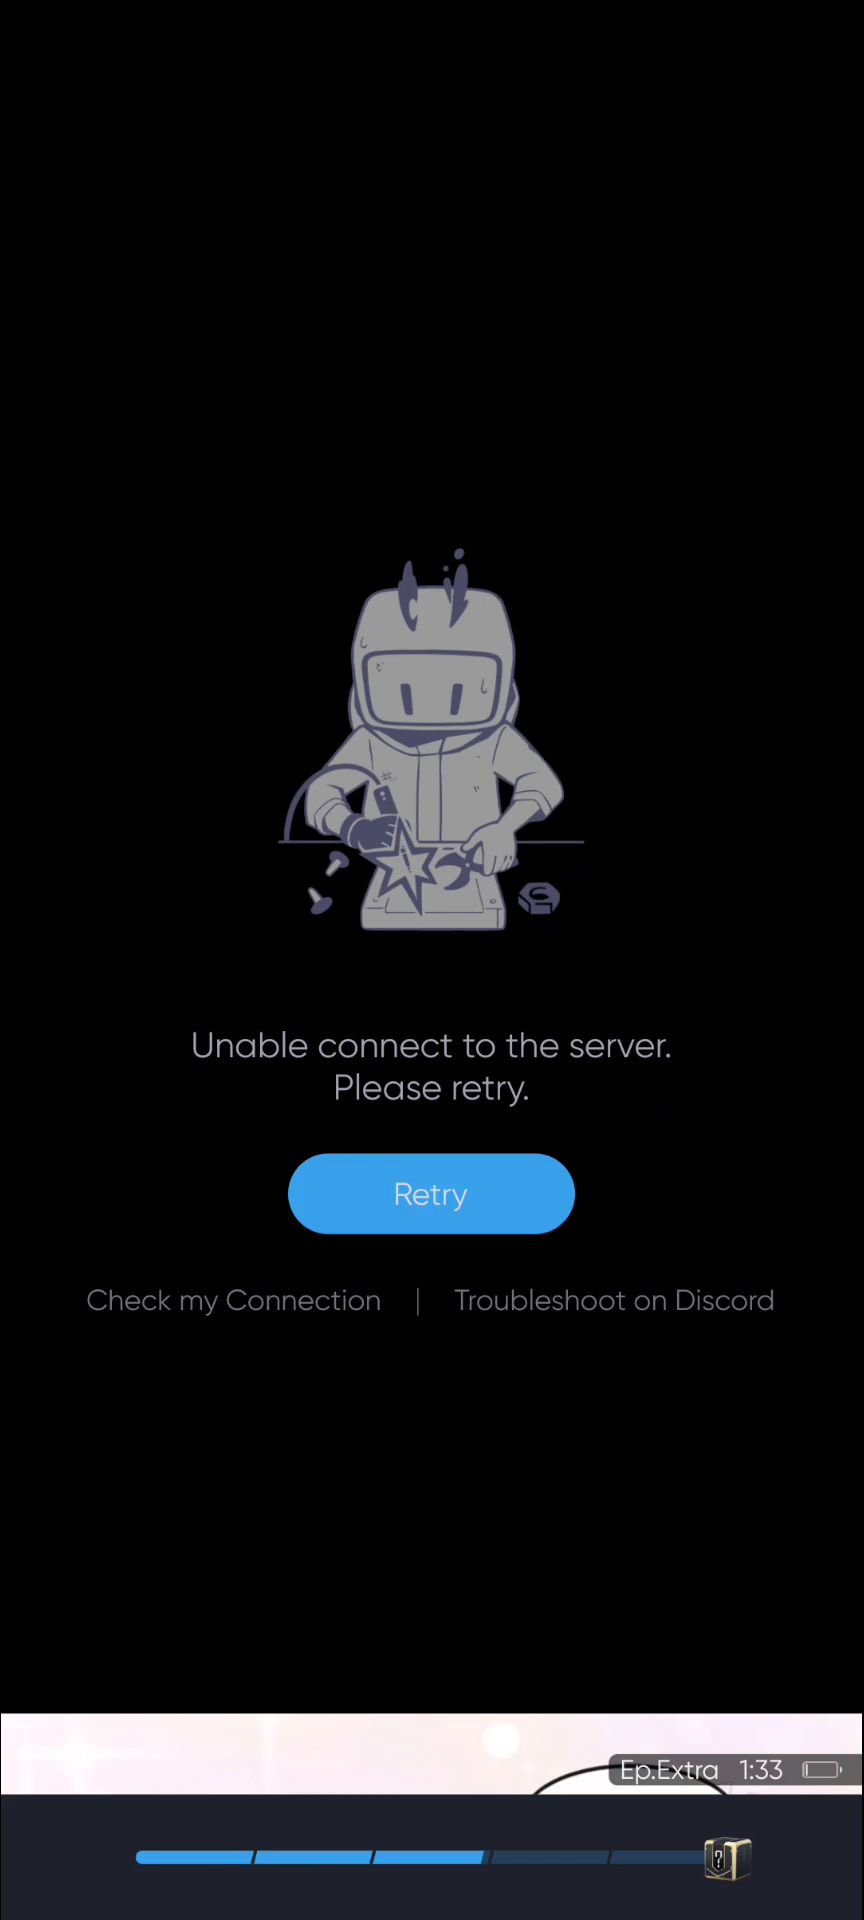 Unable connect to the server.
Please retry.
Retry
Check my Connection | Troubleshoot on Discord
Ep.Extra 1:33
?